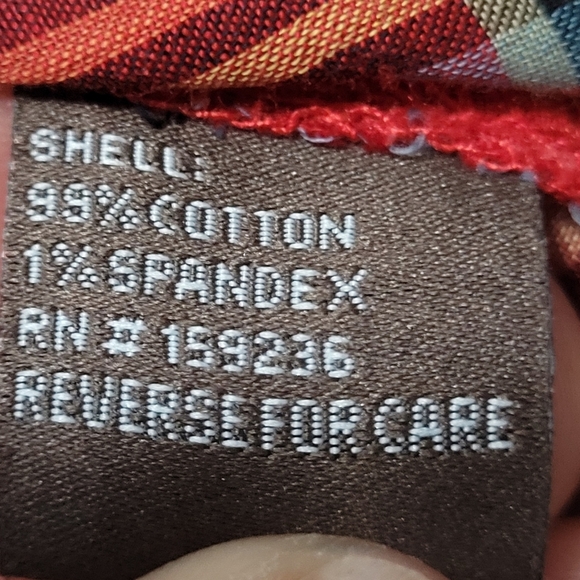 SHELL:
99% COTTON
1% SPANDEX
RN # 159236
REVERSE FOR CARE